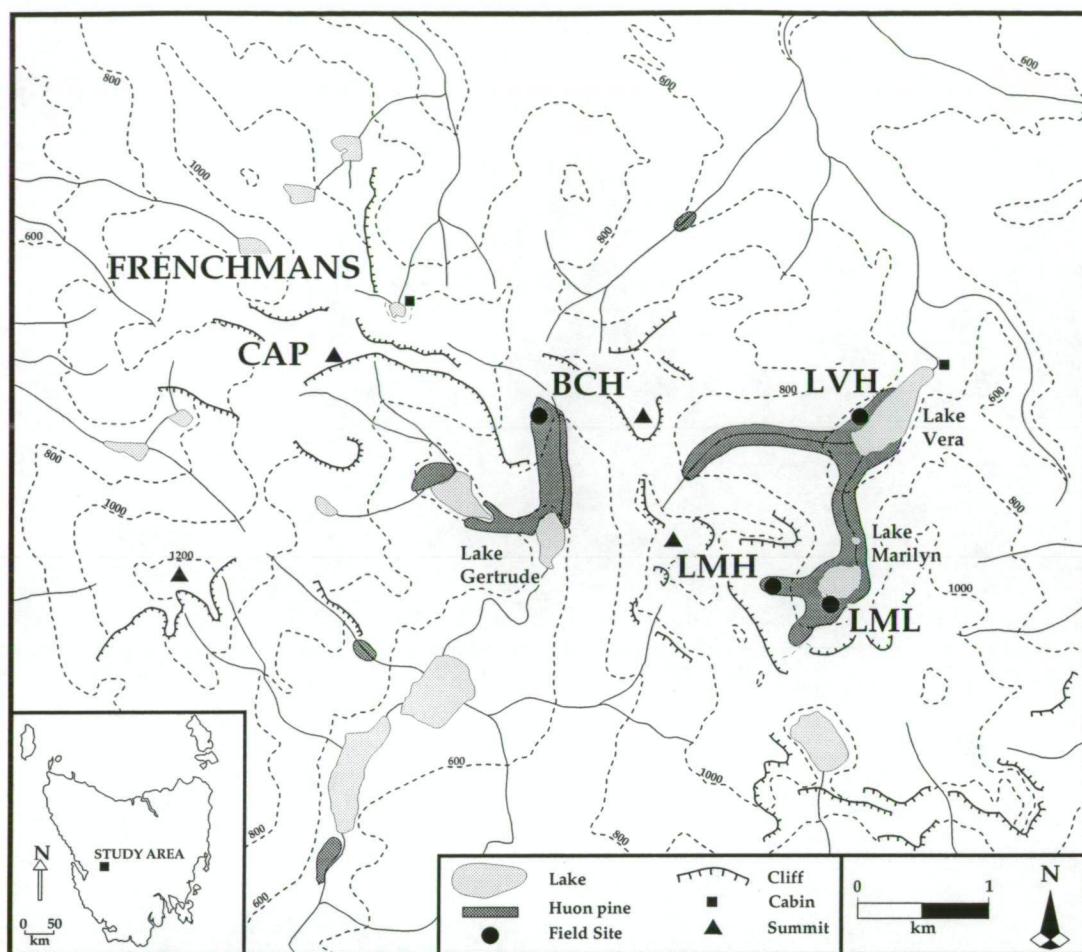 600
800
600
1000
800
600
FRENCHMANS
CAP
BCH
LVH
800
600
Lake
Vera
800
800
1000
Lake
Marilyn
Lake
Gertrude
1200
LMH
1000
LML
600
1000
800
800
600
N
STUDY AREA
0 50
km
Lake
Huon pine
Field Site
Cliff
Cabin
Summit
0 1
km
N